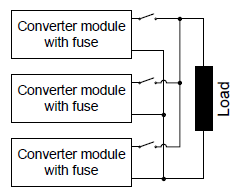 Converter module
with fuse
Converter module
with fuse
Converter module
with fuse
Load